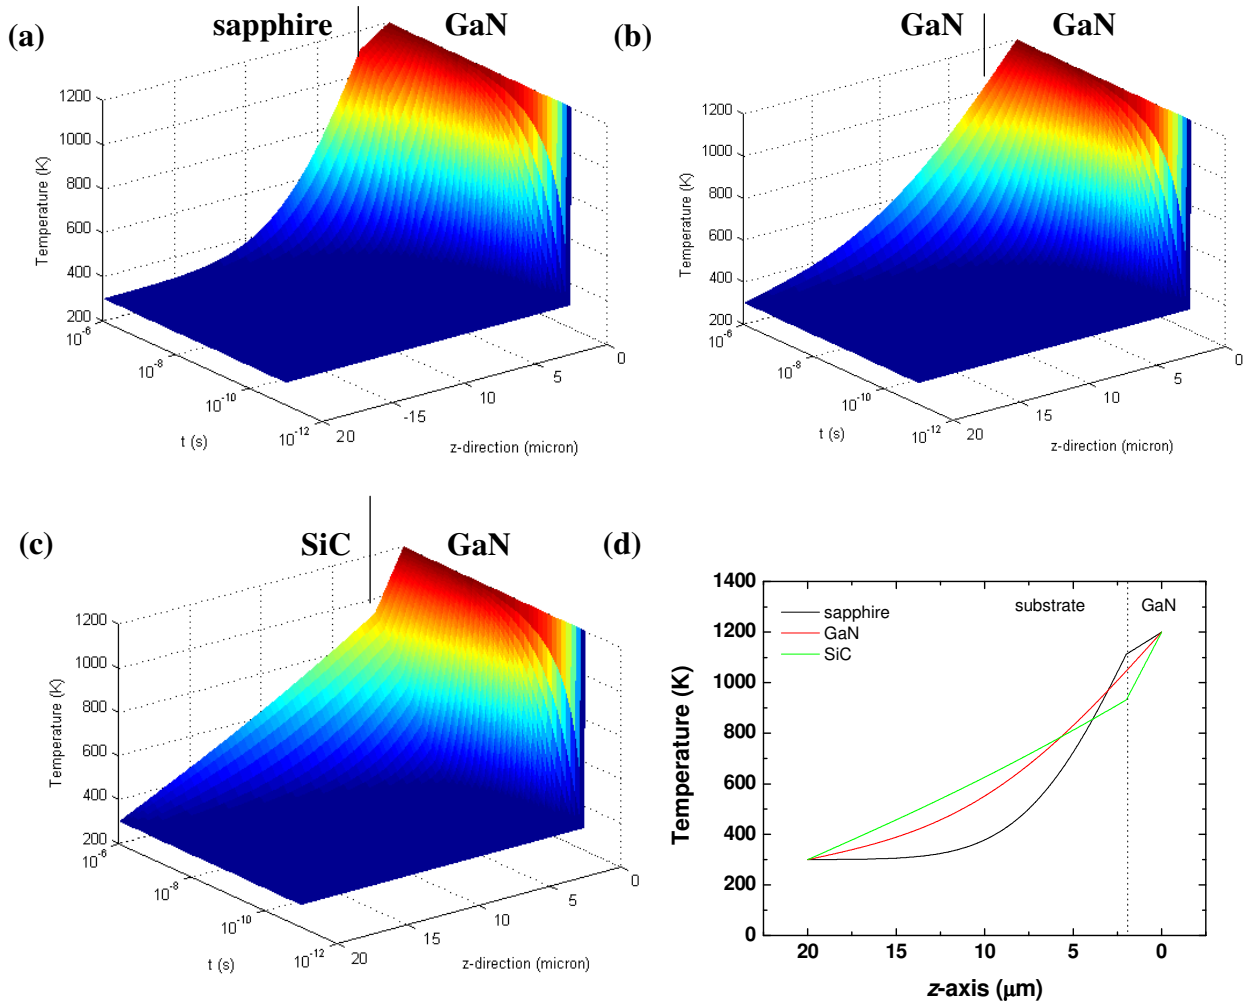 (a)
sapphire GaN
1200
1000
800
600
400
200
Temperature (K)
10-6
10-8
10-10
10-12
t (s)
20
-15
10
5
0
z-direction (micron)
(b)
GaN GaN
1200
1000
800
600
400
200
Temperature (K)
10-6
10-8
10-10
10-12
t (s)
20
15
10
5
0
z-direction (micron)
(c)
SiC GaN
1200
1000
800
600
400
200
Temperature (K)
10-6
10-8
10-10
10-12
t (s)
20
15
10
5
0
z-direction (micron)
(d)
1400
1200
1000
800
600
400
200
0
Temperature (K)
sapphire
GaN
SiC
substrate GaN
20 15 10 5 0
z-axis (μm)